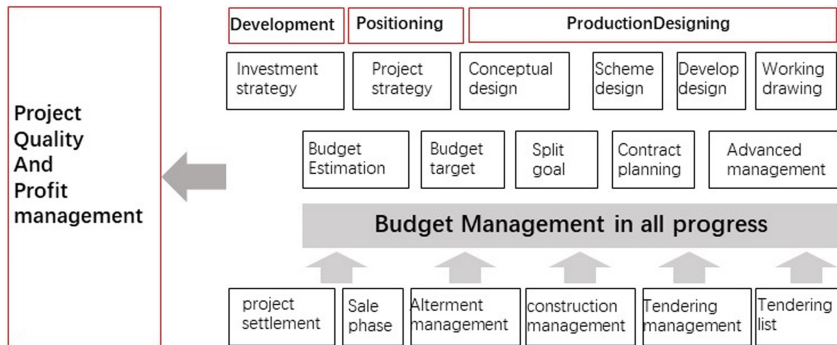 Project
Quality
And
Profit
management
Development
Positioning
ProductionDesigning
Investment
strategy
Project
strategy
Conceptual
design
Scheme
design
Develop
design
Working
drawing
Budget
Estimation
Budget
target
Split
goal
Contract
planning
Advanced
management
Budget Management in all progress
project
settlement
Sale
phase
Alterment
management
construction
management
Tendering
management
Tendering
list